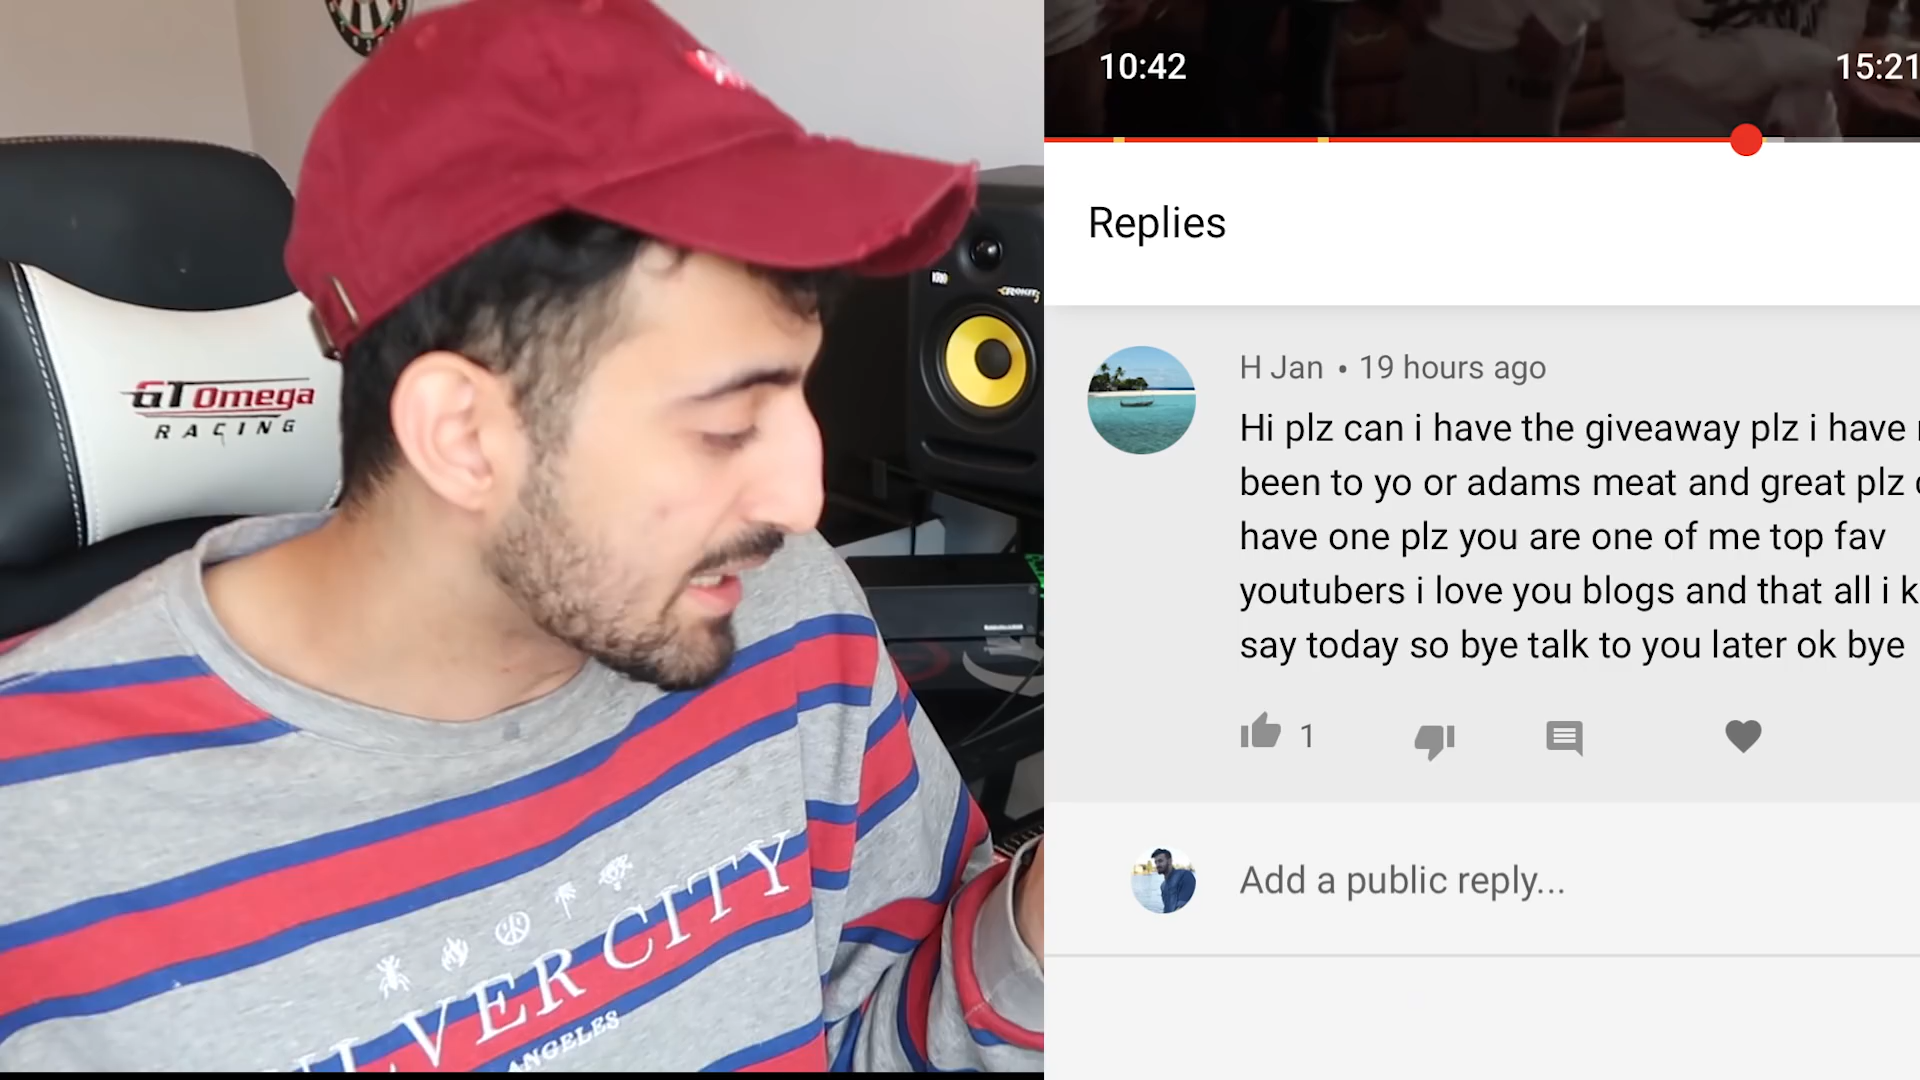 GT Omega
RACING
KRK
ROKIT
SILVER CITY
ANGELES
10:42
15:21
Replies
H Jan • 19 hours ago
Hi plz can i have the giveaway plz i have
been to yo or adams meat and great plz
have one plz you are one of me top fav
youtubers i love you blogs and that all i
say today so bye talk to you later ok bye
1
Add a public reply...